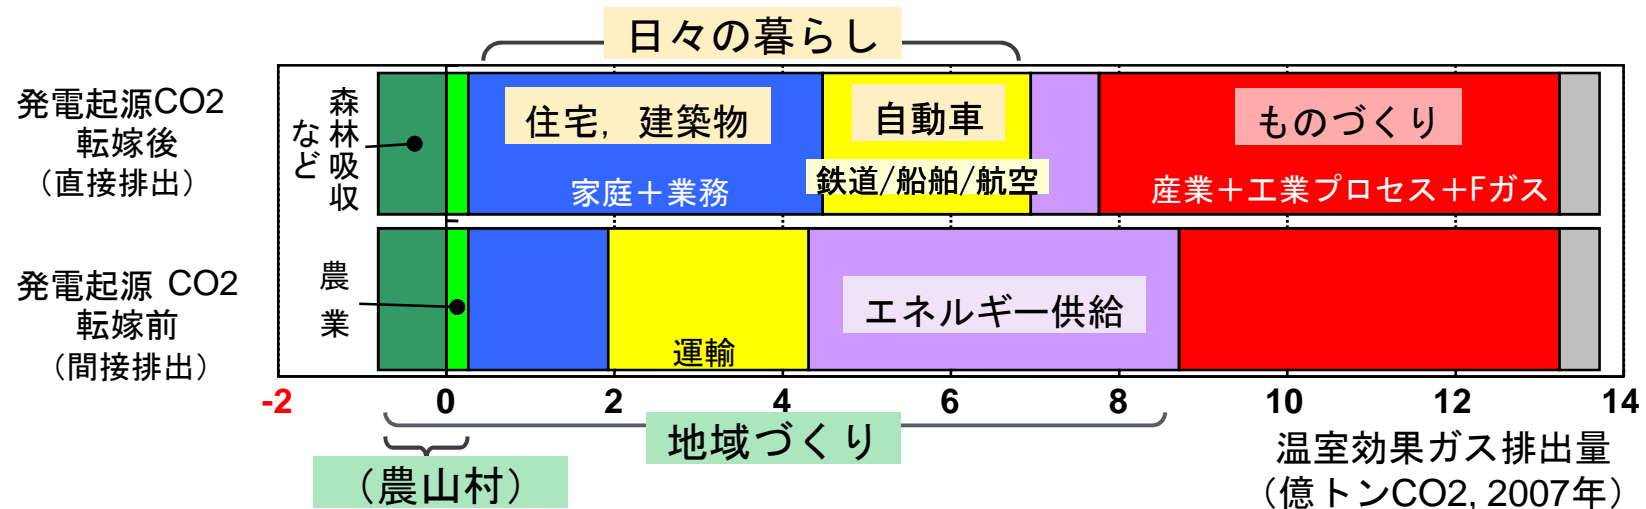 日々の暮らし
発電起源CO2
転嫁後
（直接排出）
森林吸収
など
住宅，建築物
家庭＋業務
自動車
鉄道/船舶/航空
ものづくり
産業＋工業プロセス＋Fガス
発電起源 CO2
転嫁前
（間接排出）
農業
運輸
エネルギー供給
-2 0 2 4 6 8 10 12 14
地域づくり
（農山村）
温室効果ガス排出量
（億トンCO2, 2007年）